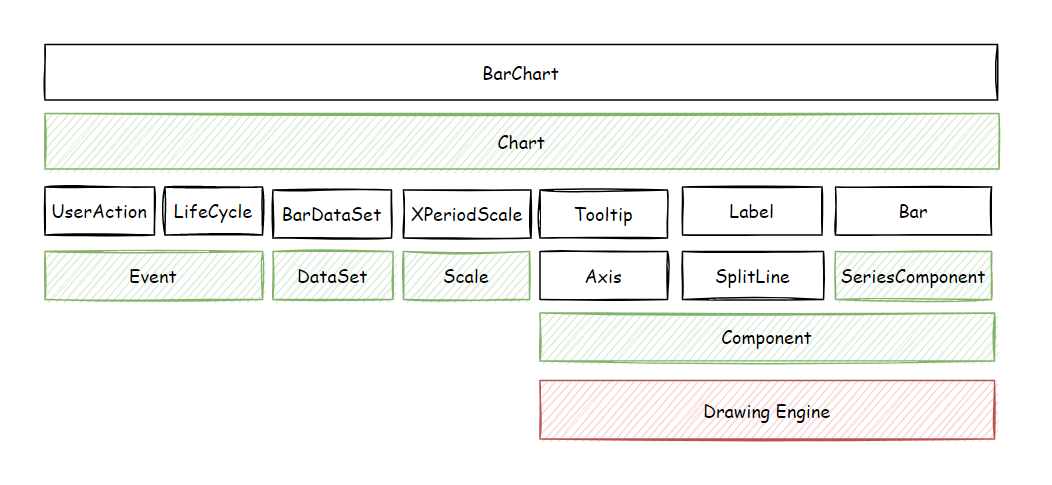 BarChart
Chart
UserAction LifeCycle BarDataSet XPeriodScale Tooltip Label Bar
Event DataSet Scale Axis SplitLine SeriesComponent
Component
Drawing Engine